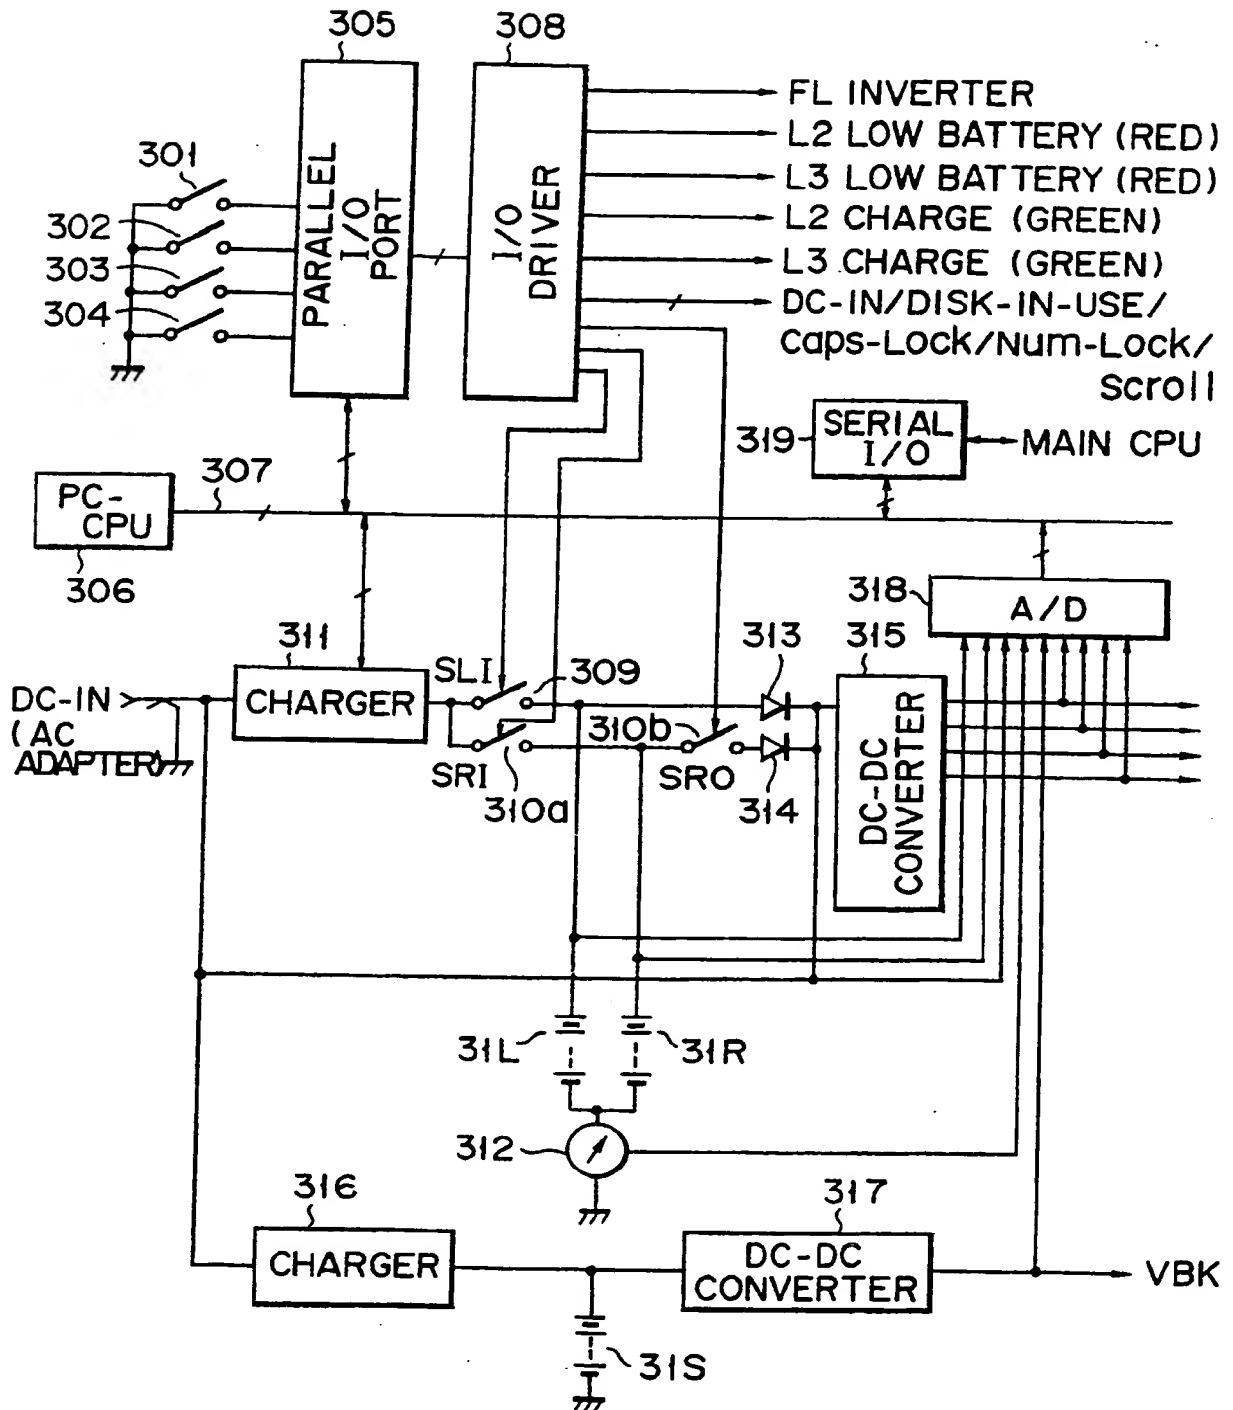 305
308
FL INVERTER
L2 LOW BATTERY (RED)
L3 LOW BATTERY (RED)
L2 CHARGE (GREEN)
L3 CHARGE (GREEN)
DC-IN/DISK-IN-USE/
Caps-Lock/Num-Lock/
Scroll
301
302
303
304
PARALLEL
I/O
PORT
I/O
DRIVER
319
SERIAL
I/O
MAIN CPU
307
PC-
CPU
306
318
A/D
311
CHARGER
SLI
309
313
315
DC-IN
(AC
ADAPTER)
SRI
310a
310b
SRO
314
DC-DC
CONVERTER
31L
31R
312
316
CHARGER
317
DC-DC
CONVERTER
VBK
31S